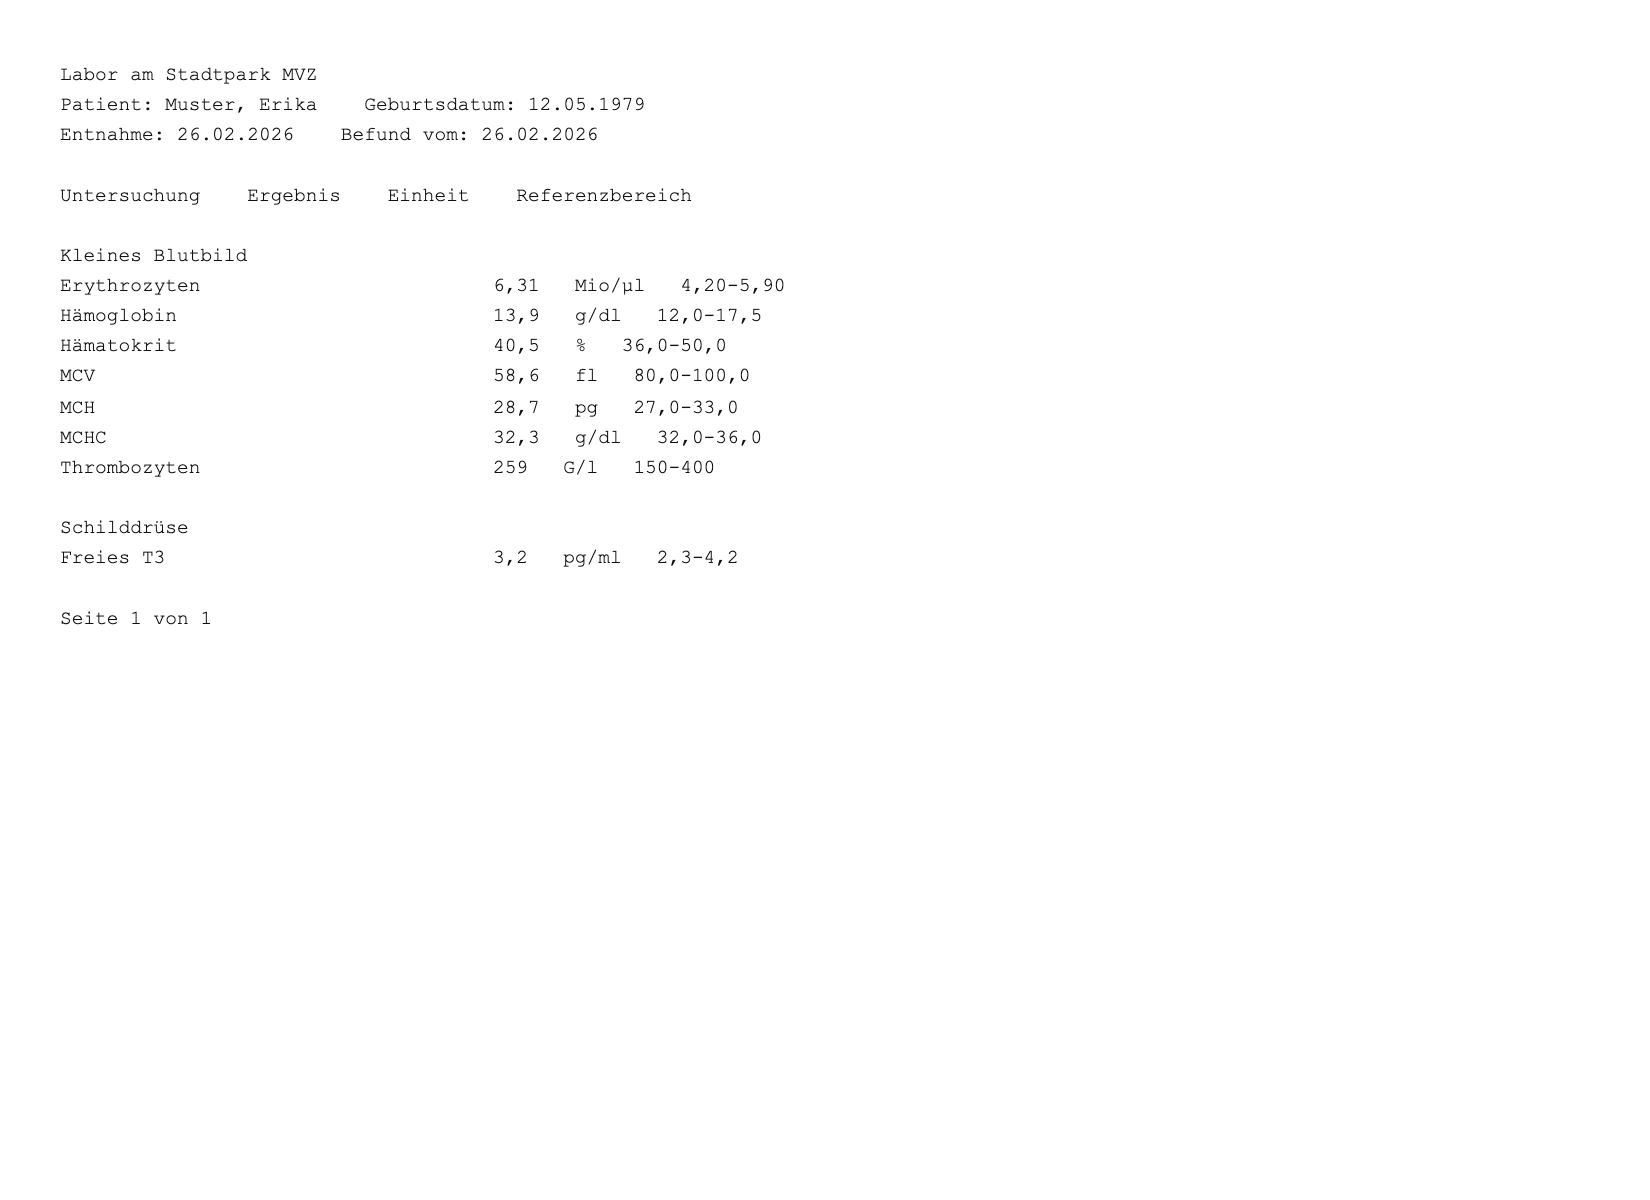 Labor am Stadtpark MVZ
Patient: Muster, Erika    Geburtsdatum: 12.05.1979
Entnahme: 26.02.2026    Befund vom: 26.02.2026
Untersuchung    Ergebnis    Einheit    Referenzbereich
Kleines Blutbild
Erythrozyten    6,31   Mio/µl   4,20-5,90
Hämoglobin    13,9   g/dl   12,0-17,5
Hämatokrit    40,5   %   36,0-50,0
MCV    58,6   fl   80,0-100,0
MCH    28,7   pg   27,0-33,0
MCHC    32,3   g/dl   32,0-36,0
Thrombozyten    259   G/l   150-400
Schilddrüse
Freies T3    3,2   pg/ml   2,3-4,2
Seite 1 von 1